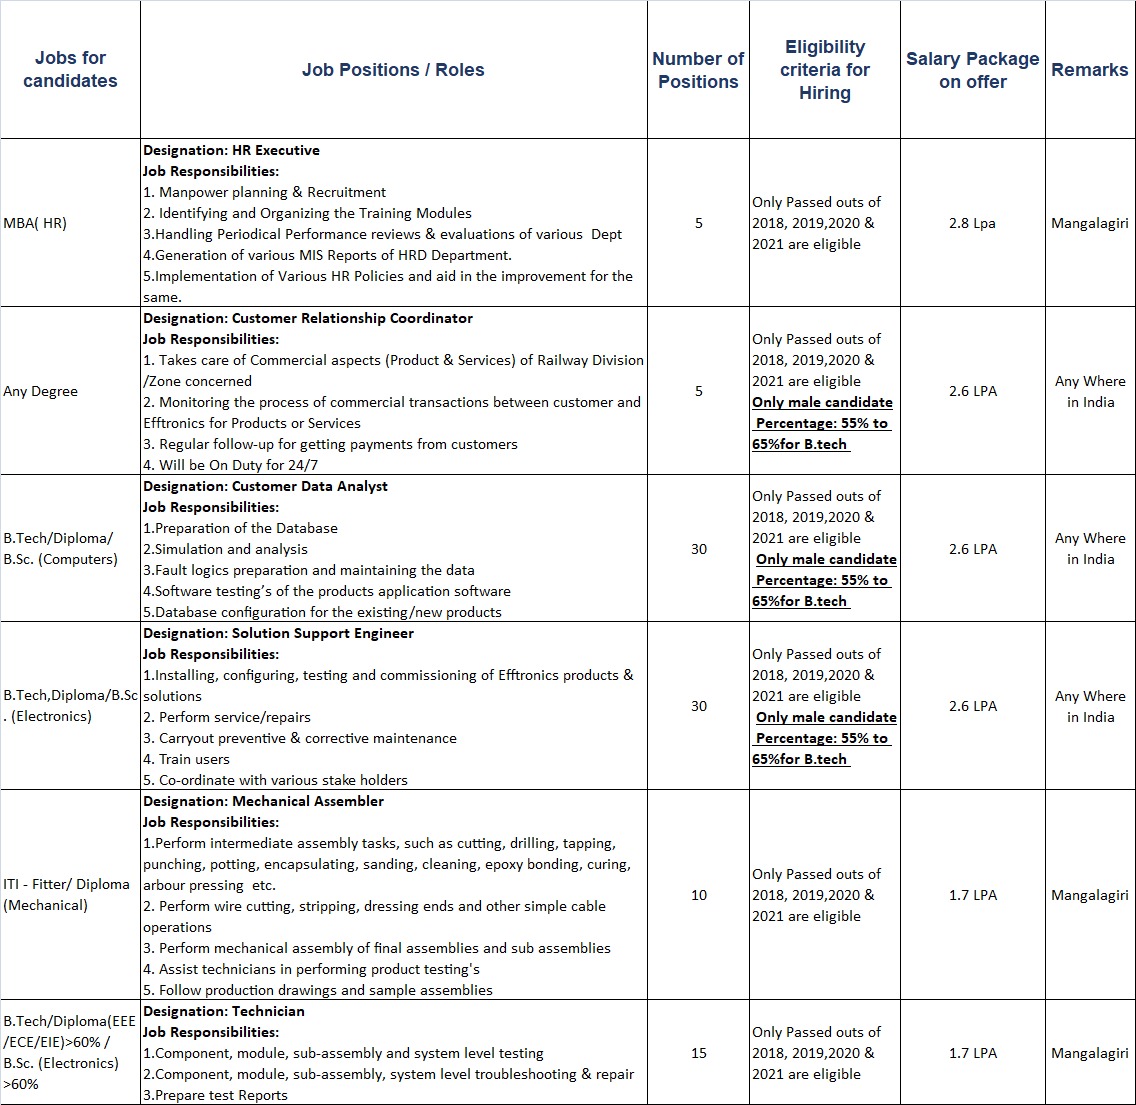 Jobs for
candidates
Job Positions / Roles
Number of
Positions
Eligibility
criteria for
Hiring
Salary Package
on offer
Remarks
MBA( HR)
Designation: HR Executive
Job Responsibilities:
1. Manpower planning & Recruitment
2. Identifying and Organizing the Training Modules
3.Handling Periodical Performance reviews & evaluations of various  Dept
4.Generation of various MIS Reports of HRD Department.
5.Implementation of Various HR Policies and aid in the improvement for the
same.
5
Only Passed outs of
2018, 2019,2020 &
2021 are eligible
2.8 Lpa
Mangalagiri
Any Degree
Designation: Customer Relationship Coordinator
Job Responsibilities:
1. Takes care of Commercial aspects (Product & Services) of Railway Division
/Zone concerned
2. Monitoring the process of commercial transactions between customer and
Efftronics for Products or Services
3. Regular follow-up for getting payments from customers
4. Will be On Duty for 24/7
5
Only Passed outs of
2018, 2019,2020 &
2021 are eligible
Only male candidate
Percentage: 55% to
65%for B.tech
2.6 LPA
Any Where
in India
B.Tech/Diploma/
B.Sc. (Computers)
Designation: Customer Data Analyst
Job Responsibilities:
1.Preparation of the Database
2.Simulation and analysis
3.Fault logics preparation and maintaining the data
4.Software testing’s of the products application software
5.Database configuration for the existing/new products
30
Only Passed outs of
2018, 2019,2020 &
2021 are eligible
Only male candidate
Percentage: 55% to
65%for B.tech
2.6 LPA
Any Where
in India
B.Tech,Diploma/B.Sc
. (Electronics)
Designation: Solution Support Engineer
Job Responsibilities:
1.Installing, configuring, testing and commissioning of Efftronics products &
solutions
2. Perform service/repairs
3. Carryout preventive & corrective maintenance
4. Train users
5. Co-ordinate with various stake holders
30
Only Passed outs of
2018, 2019,2020 &
2021 are eligible
Only male candidate
Percentage: 55% to
65%for B.tech
2.6 LPA
Any Where
in India
ITI - Fitter/ Diploma
(Mechanical)
Designation: Mechanical Assembler
Job Responsibilities:
1.Perform intermediate assembly tasks, such as cutting, drilling, tapping,
punching, potting, encapsulating, sanding, cleaning, epoxy bonding, curing,
arbour pressing  etc.
2. Perform wire cutting, stripping, dressing ends and other simple cable
operations
3. Perform mechanical assembly of final assemblies and sub assemblies
4. Assist technicians in performing product testing's
5. Follow production drawings and sample assemblies
10
Only Passed outs of
2018, 2019,2020 &
2021 are eligible
1.7 LPA
Mangalagiri
B.Tech/Diploma(EEE
/ECE/EIE)>60% /
B.Sc. (Electronics)
>60%
Designation: Technician
Job Responsibilities:
1.Component, module, sub-assembly and system level testing
2.Component, module, sub-assembly, system level troubleshooting & repair
3.Prepare test Reports
15
Only Passed outs of
2018, 2019,2020 &
2021 are eligible
1.7 LPA
Mangalagiri